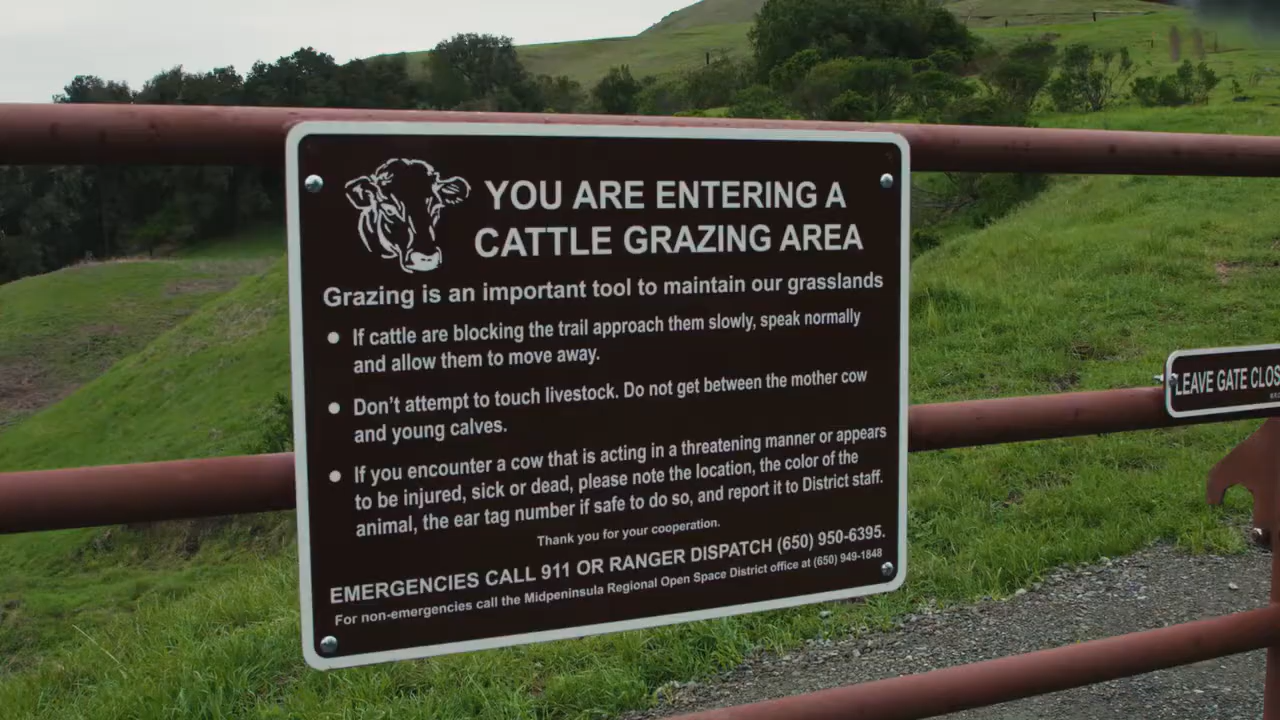 YOU ARE ENTERING A
CATTLE GRAZING AREA
Grazing is an important tool to maintain our grasslands
● If cattle are blocking the trail approach them slowly, speak normally
and allow them to move away.
● Don't attempt to touch livestock. Do not get between the mother cow
and young calves.
● If you encounter a cow that is acting in a threatening manner or appears
to be injured, sick or dead, please note the location, the color of the
animal, the ear tag number if safe to do so, and report it to District staff.
Thank you for your cooperation.
EMERGENCIES CALL 911 OR RANGER DISPATCH (650) 950-6395.
For non-emergencies call the Midpeninsula Regional Open Space District office at (650) 949-1848
LEAVE GATE CLOS